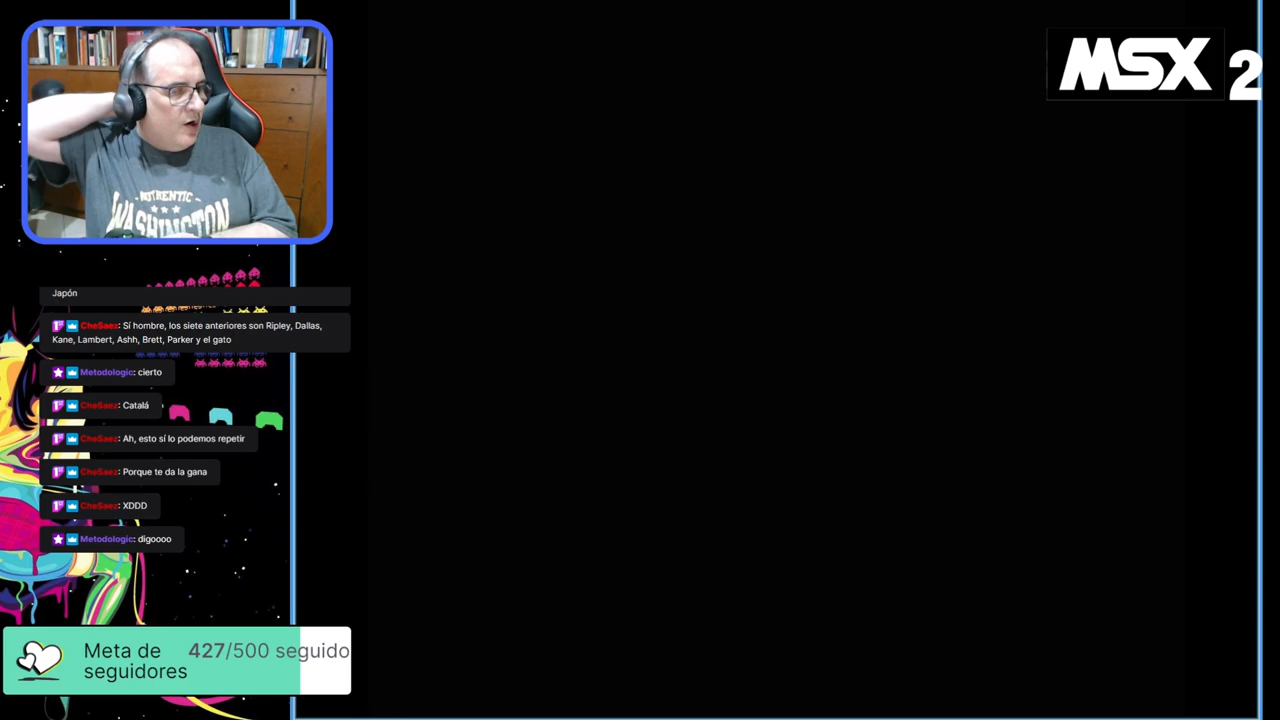 MSX 2
AUTHENTIC
WASHINGTON
Japón
CheSaez: Sí hombre, los siete anteriores son Ripley, Dallas,
Kane, Lambert, Ashh, Brett, Parker y el gato
Metodologic: cierto
CheSaez: Catalá
CheSaez: Ah, esto sí lo podemos repetir
CheSaez: Porque te da la gana
CheSaez: XDDD
Metodologic: digoooo
Meta de
seguidores
427/500 seguido